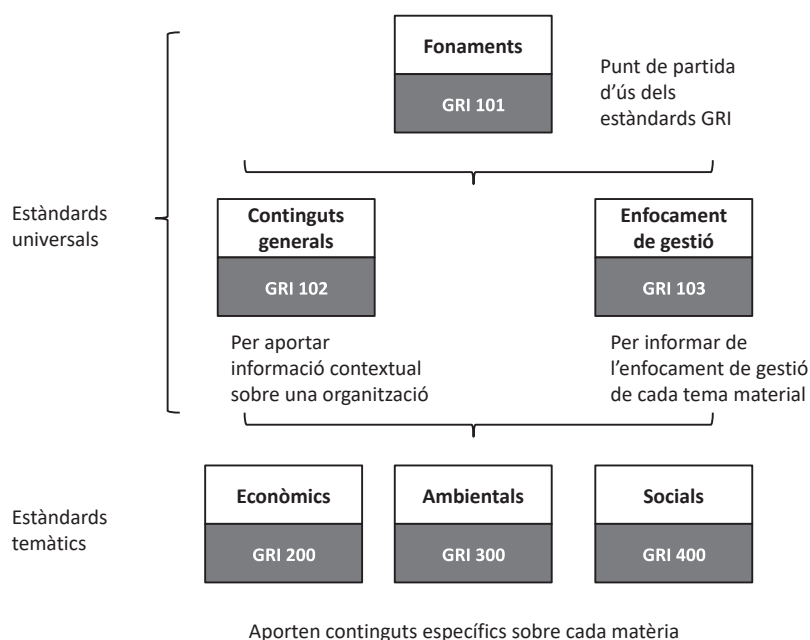 Fonaments
GRI 101
Punt de partida
d'ús dels
estàndards GRI
Estàndards
universals
Continguts
generals
GRI 102
Enfocament
de gestió
GRI 103
Per aportar
informació contextual
sobre una organització
Per informar de
l’enfocament de gestió
de cada tema material
Estàndards
temàtics
Econòmics
GRI 200
Ambientals
GRI 300
Socials
GRI 400
Aporten continguts específics sobre cada matèria